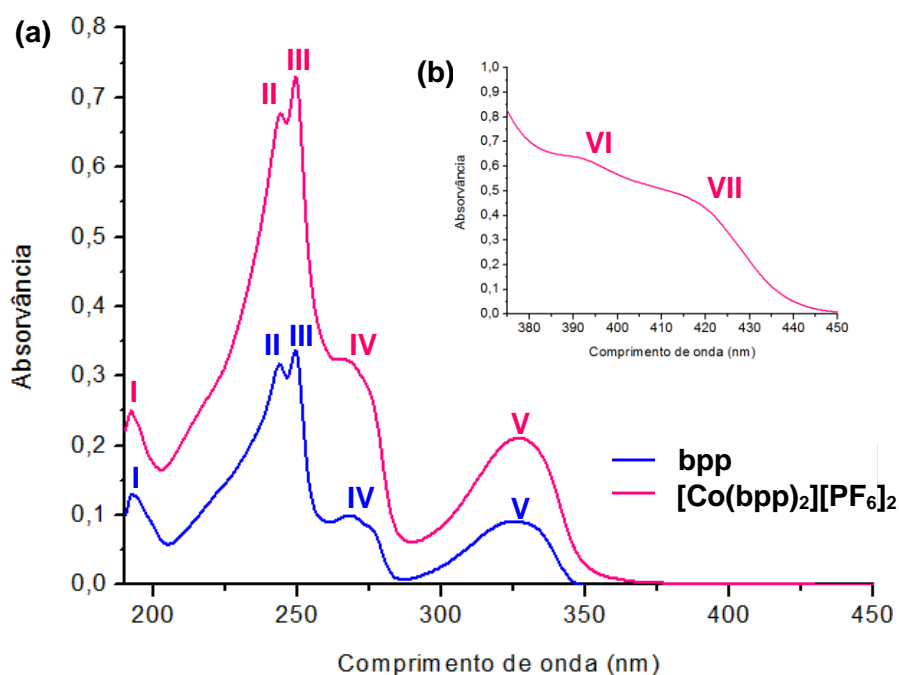 (a)
0,8
0,7
0,6
0,5
0,4
0,3
0,2
0,1
0,0
Absorvância
200 250 300 350 400 450
Comprimento de onda (nm)
I II III IV V
I II III IV V
bpp
[Co(bpp)₂][PF₆]₂
(b)
1,0
0,9
0,8
0,7
0,6
0,5
0,4
0,3
0,2
0,1
0,0
Absorvância
VI VII
380 390 400 410 420 430 440 450
Comprimento de onda (nm)